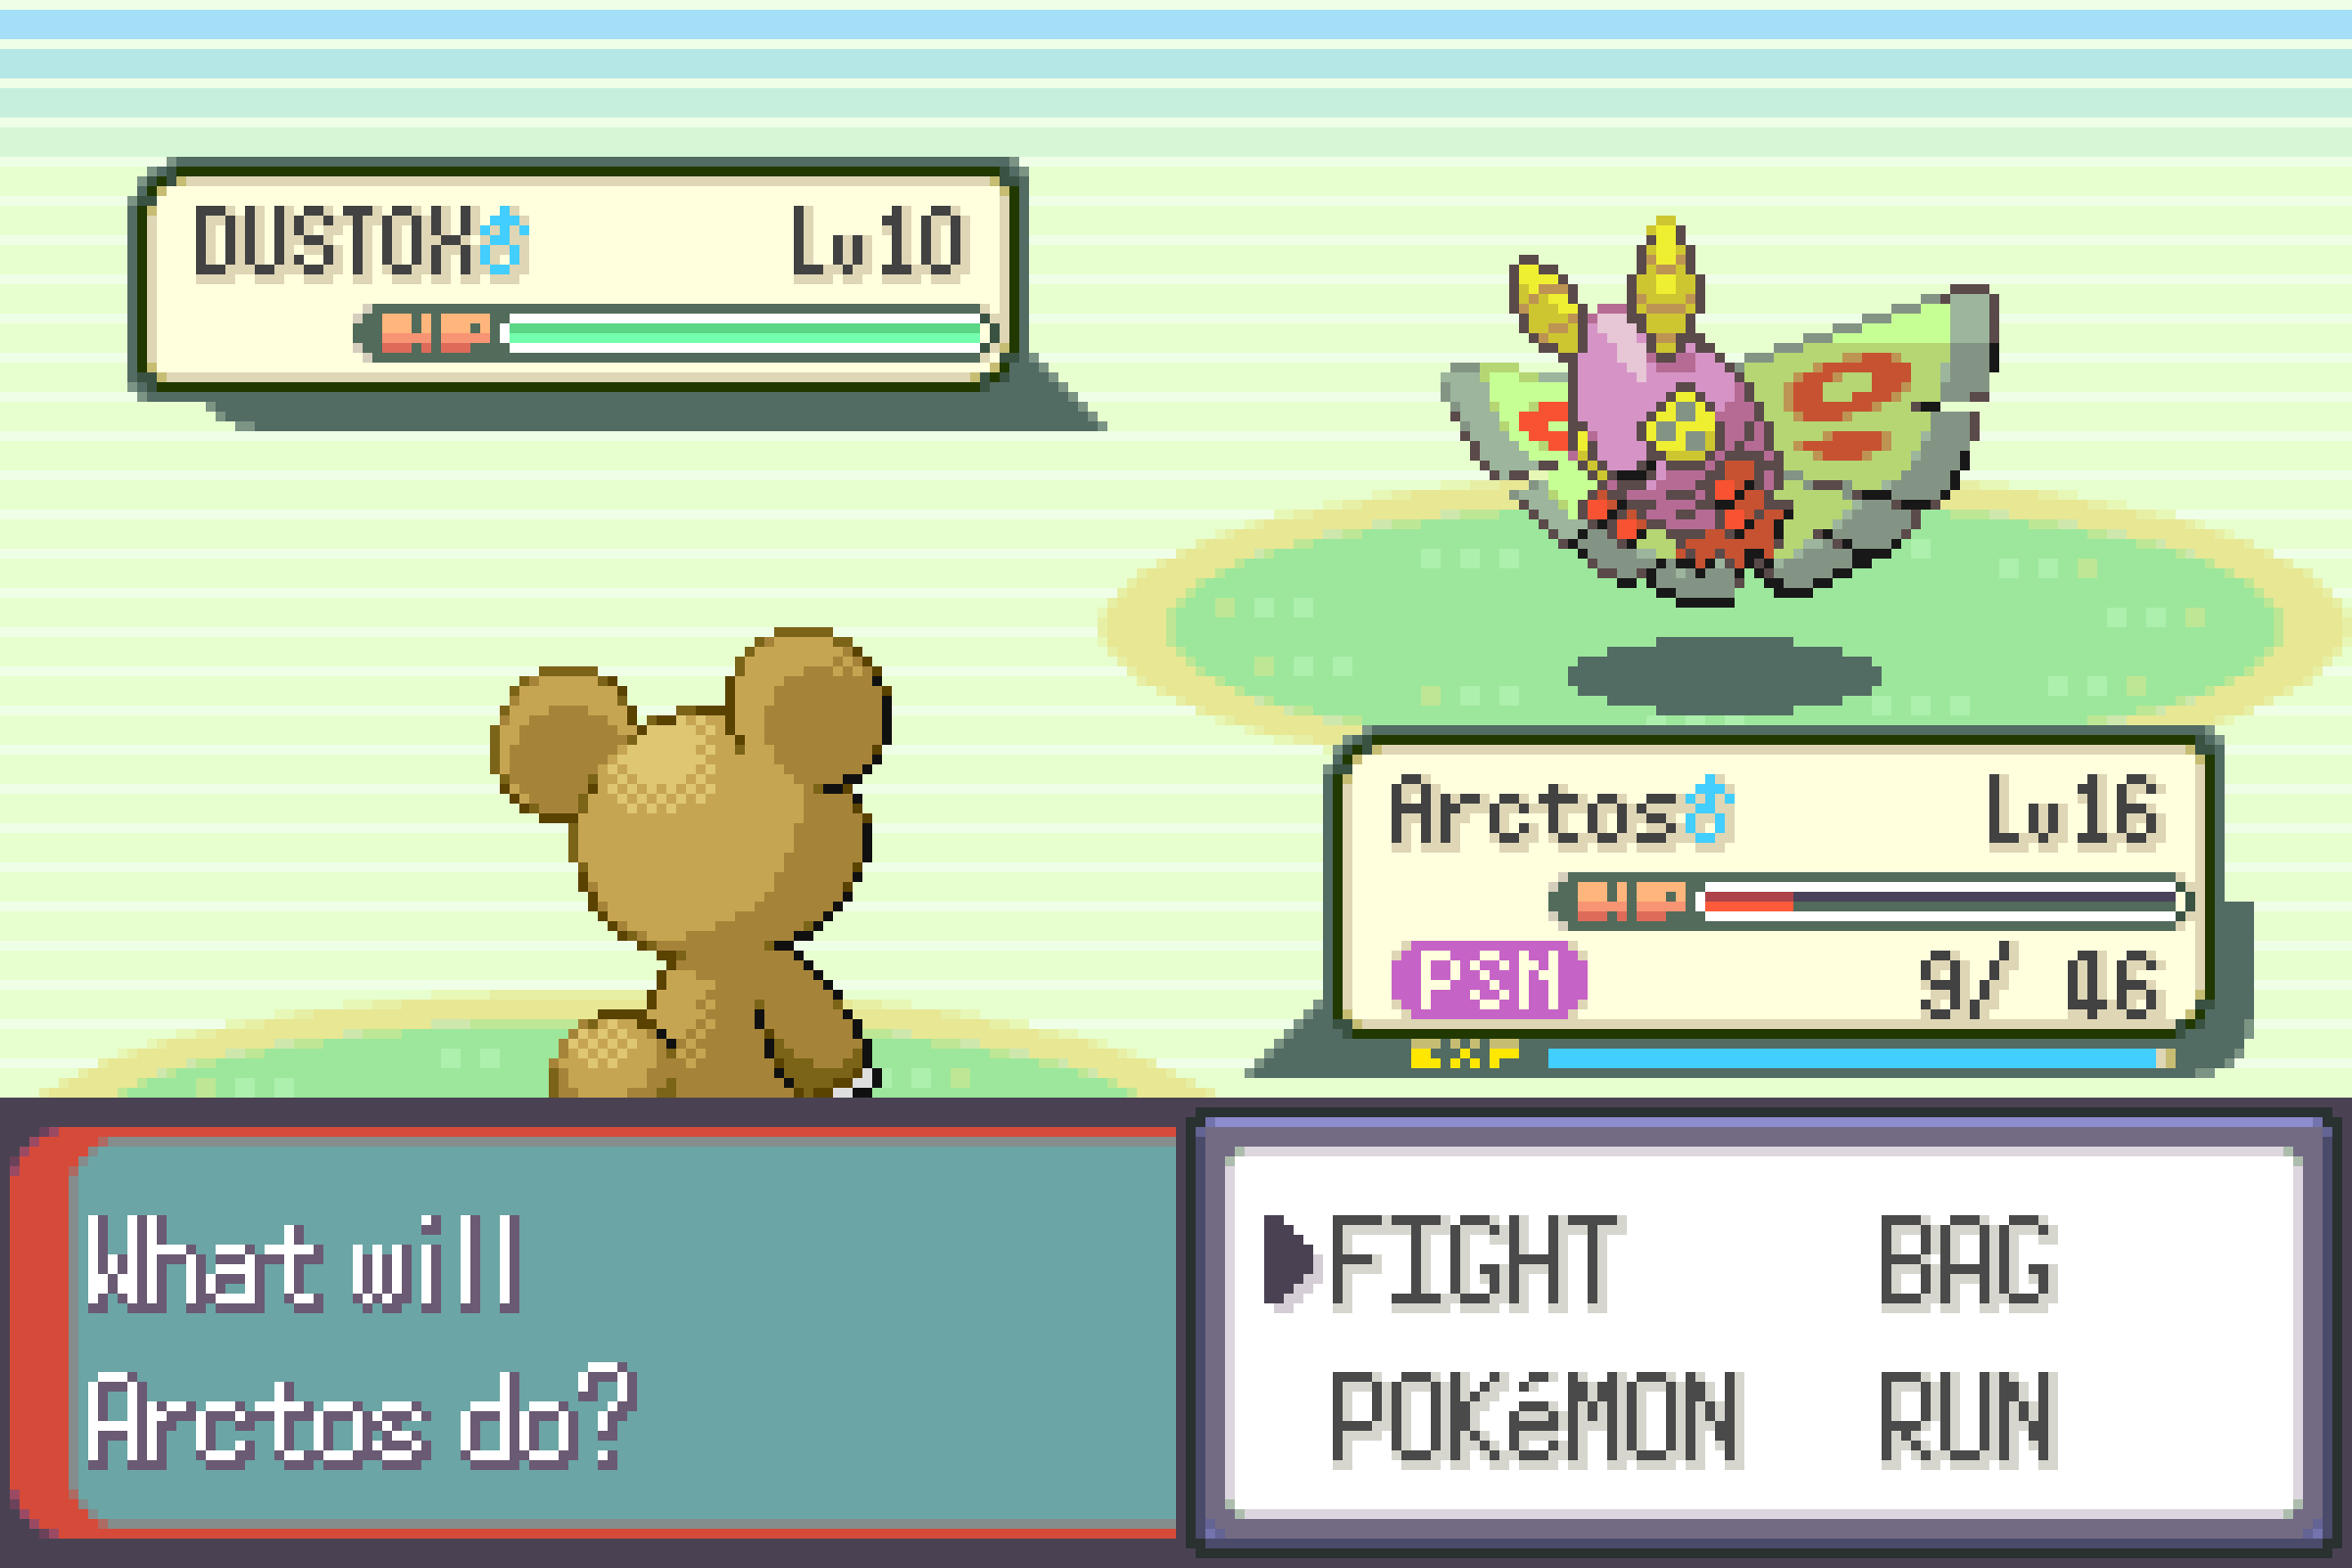 DUSTOX♂ Lv10
HP
Arctos♂ Lv16
HP
PSN 9/ 46
EXP
What will
Arctos do?
FIGHT BAG
POKéMON RUN